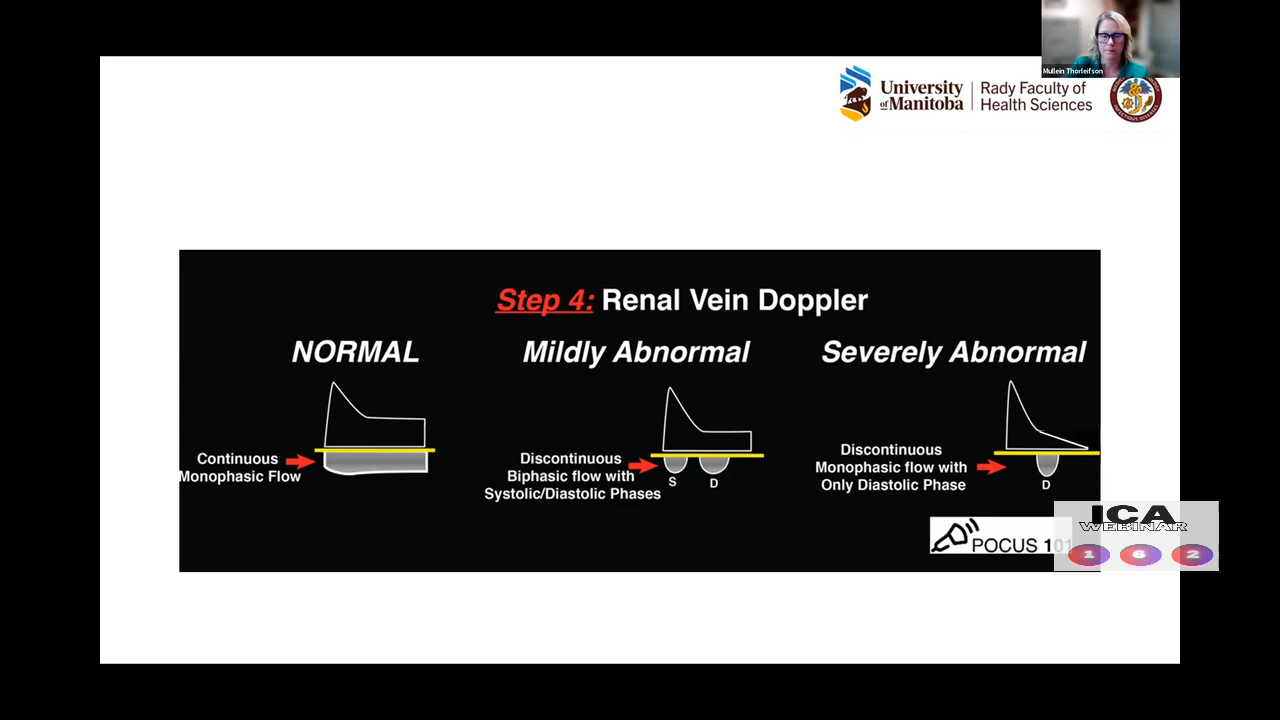 Mullein Thorleifson
University
of Manitoba
Rady Faculty of
Health Sciences
Step 4: Renal Vein Doppler
NORMAL
Mildly Abnormal
Severely Abnormal
Continuous
Monophasic Flow
Discontinuous
Biphasic flow with
Systolic/Diastolic Phases
S
D
Discontinuous
Monophasic flow with
Only Diastolic Phase
D
POCUS 101
ICA
WEBINAR
1 6 2